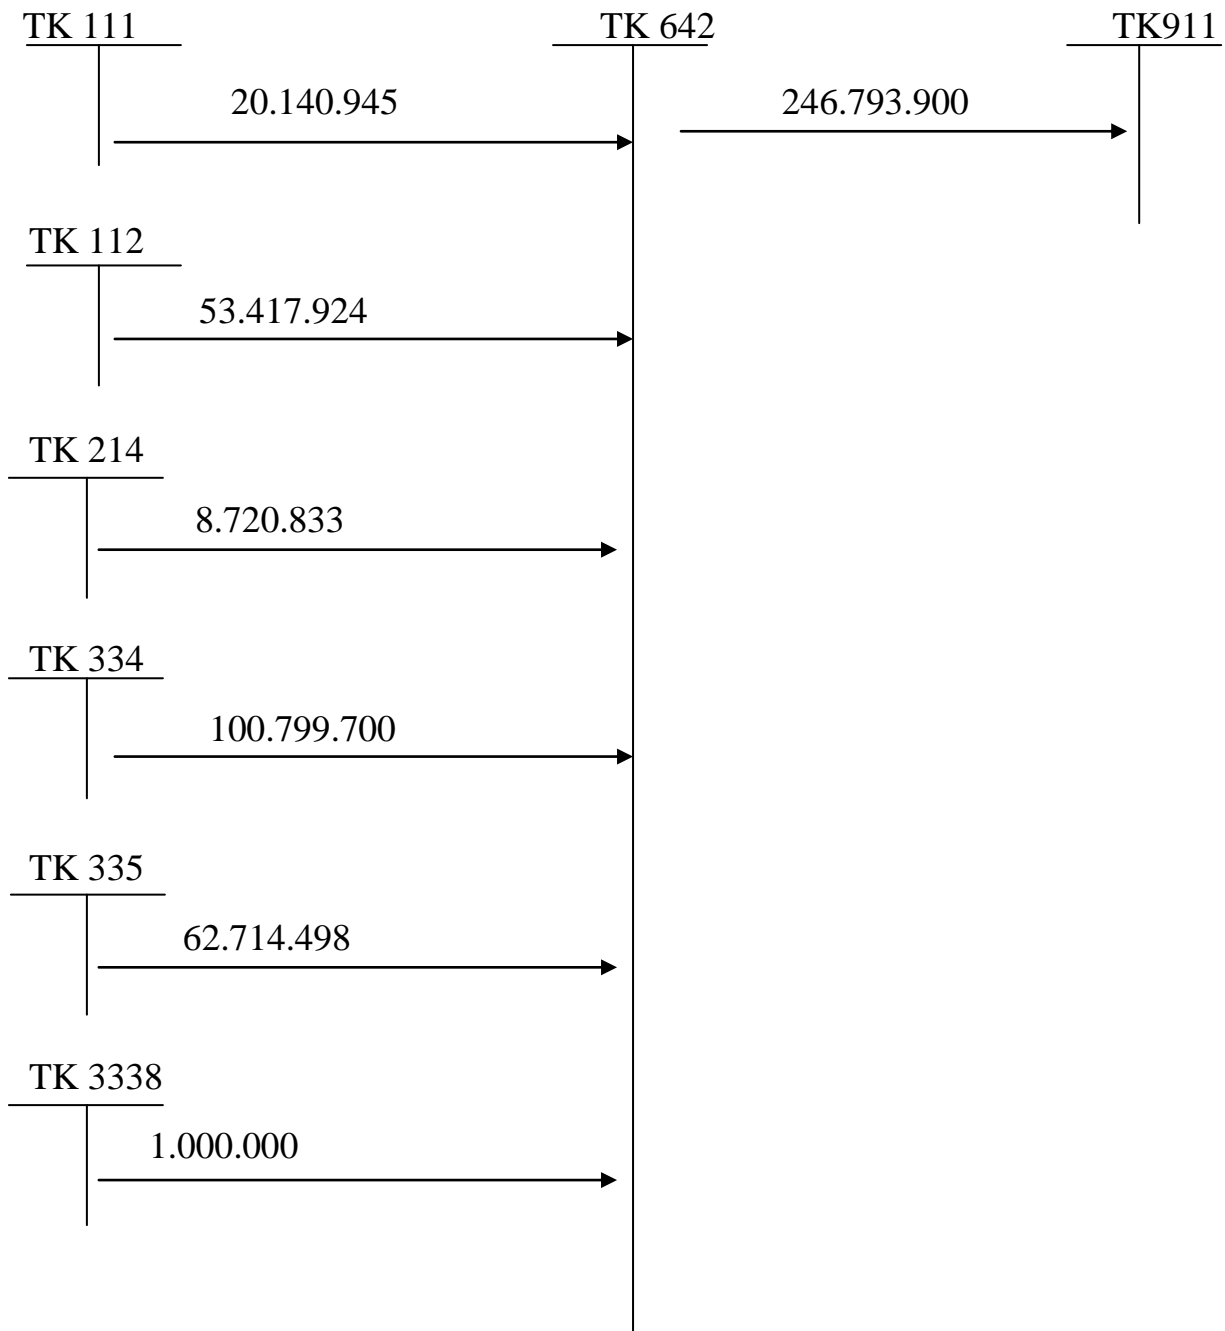 TK 111 TK 642 TK911
20.140.945 246.793.900
TK 112
53.417.924
TK 214
8.720.833
TK 334
100.799.700
TK 335
62.714.498
TK 3338
1.000.000